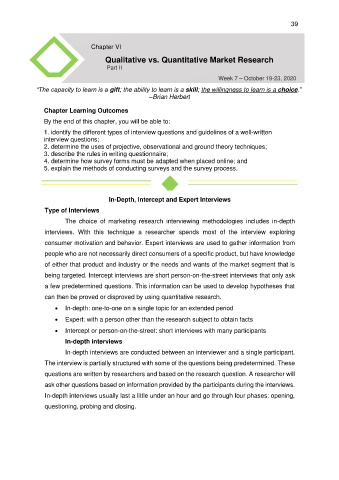 39
Chapter VI
Qualitative vs. Quantitative Market Research
Part II
Week 7 – October 19-23, 2020
"The capacity to learn is a gift; the ability to learn is a skill; the willingness to learn is a choice."
–Brian Herbert
Chapter Learning Outcomes
By the end of this chapter, you will be able to:
1. identify the different types of interview questions and guidelines of a well-written
interview questions;
2. determine the uses of projective, observational and ground theory techniques;
3. describe the rules in writing questionnaire;
4. determine how survey forms must be adapted when placed online; and
5. explain the methods of conducting surveys and the survey process.
In-Depth, Intercept and Expert Interviews
Type of Interviews
The choice of marketing research interviewing methodologies includes in-depth
interviews. With this technique a researcher spends most of the interview exploring
consumer motivation and behavior. Expert interviews are used to gather information from
people who are not necessarily direct consumers of a specific product, but have knowledge
of either that product and industry or the needs and wants of the market segment that is
being targeted. Intercept interviews are short person-on-the-street interviews that only ask
a few predetermined questions. This information can be used to develop hypotheses that
can then be proved or disproved by using quantitative research.
• In-depth: one-to-one on a single topic for an extended period
• Expert: with a person other than the research subject to obtain facts
• Intercept or person-on-the-street: short interviews with many participants
In-depth interviews
In-depth interviews are conducted between an interviewer and a single participant.
The interview is partially structured with some of the questions being predetermined. These
questions are written by researchers and based on the research question. A researcher will
ask other questions based on information provided by the participants during the interviews.
In-depth interviews usually last a little under an hour and go through four phases: opening,
questioning, probing and closing.